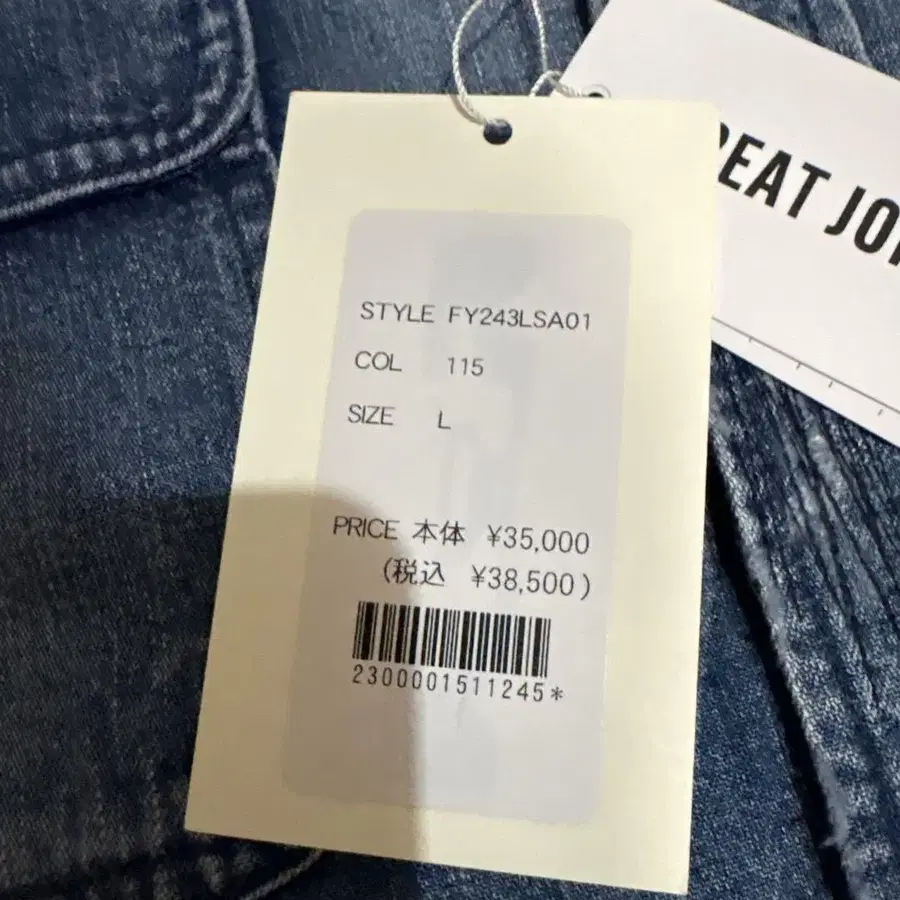 STYLE FY243LSA01
COL 115
SIZE L
PRICE 本体 ¥35,000
(税込 ¥38,500)
2300001511245*